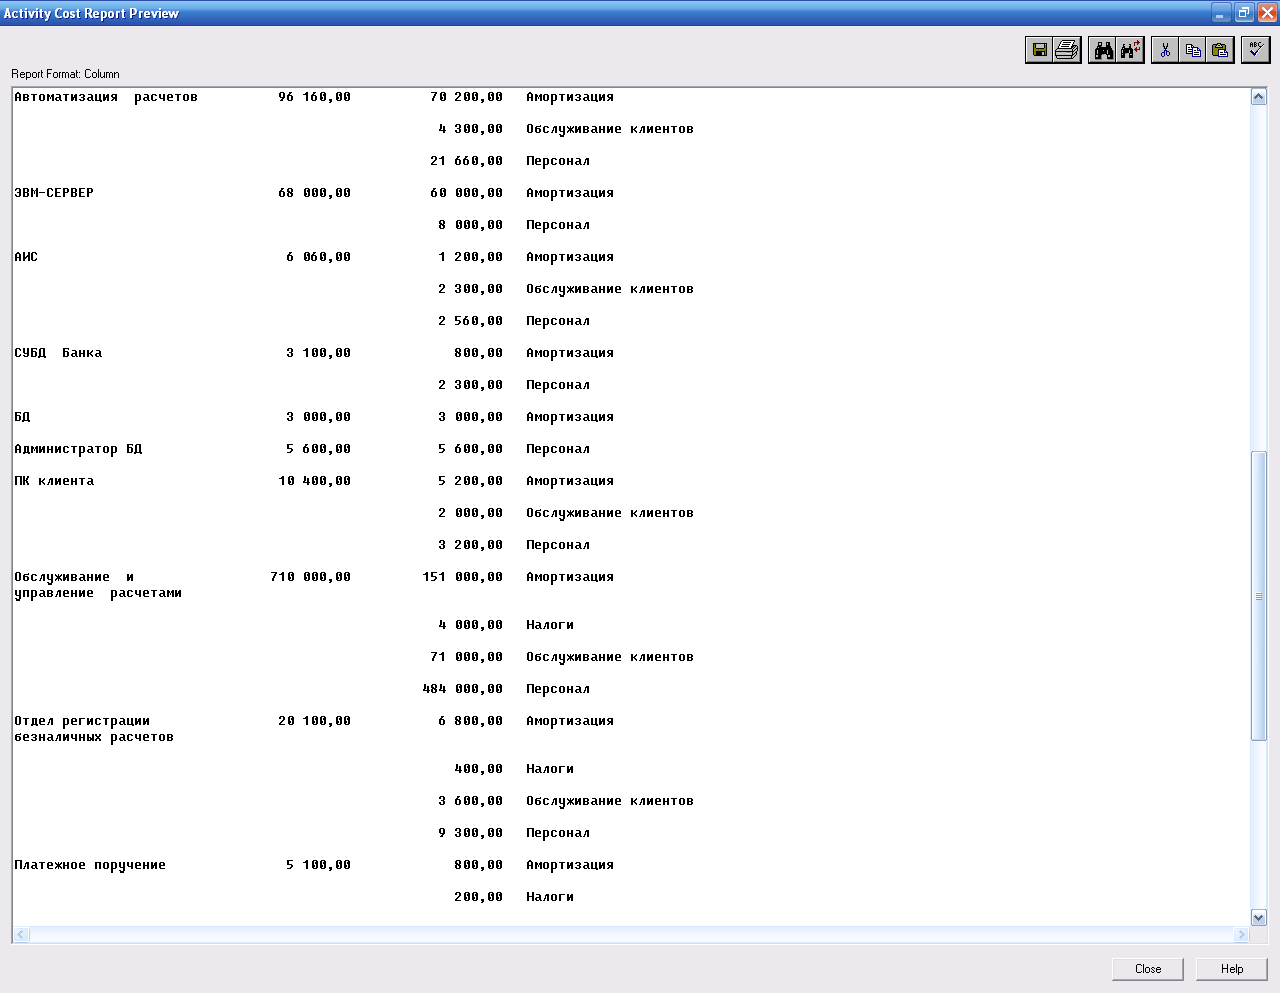 Activity Cost Report Preview
ABC
Report Format: Column
Автоматизация расчетов 96 160,00 70 200,00 Амортизация
4 300,00 Обслуживание клиентов
21 660,00 Персонал
ЭВМ-СЕРВЕР 68 000,00 60 000,00 Амортизация
8 000,00 Персонал
АИС 6 060,00 1 200,00 Амортизация
2 300,00 Обслуживание клиентов
2 560,00 Персонал
СУБД Банка 3 100,00 800,00 Амортизация
2 300,00 Персонал
БД 3 000,00 3 000,00 Амортизация
Администратор БД 5 600,00 5 600,00 Персонал
ПК клиента 10 400,00 5 200,00 Амортизация
2 000,00 Обслуживание клиентов
3 200,00 Персонал
Обслуживание и 710 000,00 151 000,00 Амортизация
управление расчетами
4 000,00 Налоги
71 000,00 Обслуживание клиентов
484 000,00 Персонал
Отдел регистрации 20 100,00 6 800,00 Амортизация
безналичных расчетов
400,00 Налоги
3 600,00 Обслуживание клиентов
9 300,00 Персонал
Платежное поручение 5 100,00 800,00 Амортизация
200,00 Налоги
Close Help